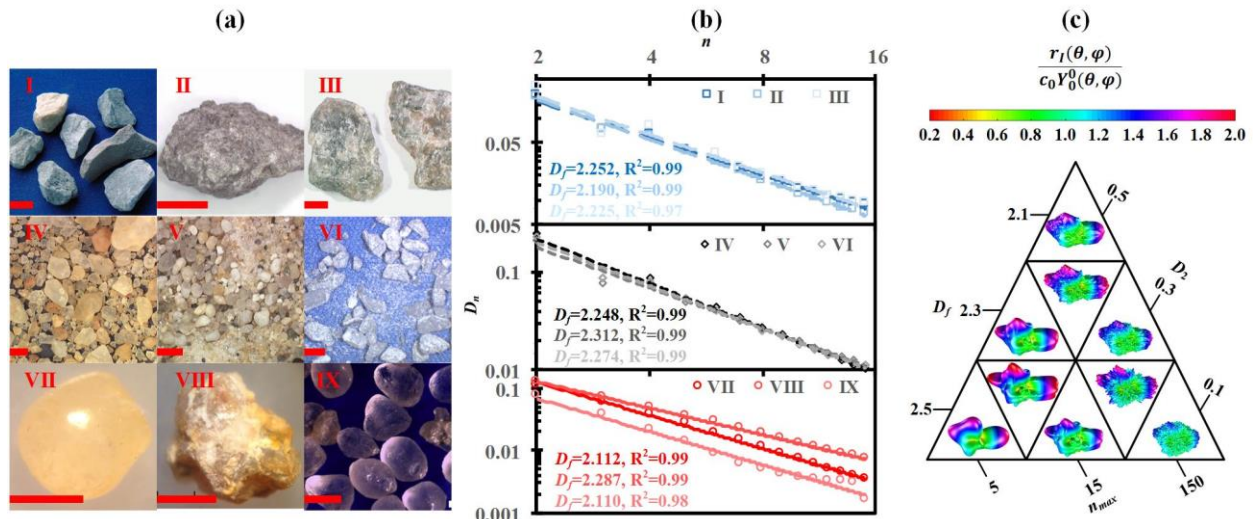 (a)
I
II
III
IV
V
VI
VII
VIII
IX
(b)
n
2
4
8
16
I
II
III
0.05
D_f=2.252, R²=0.99
D_f=2.190, R²=0.99
D_f=2.225, R²=0.97
0.005
IV
V
VI
0.1
D_n
D_f=2.248, R²=0.99
D_f=2.312, R²=0.99
D_f=2.274, R²=0.99
0.01
VII
VIII
IX
0.1
0.01
D_f=2.112, R²=0.99
D_f=2.287, R²=0.99
D_f=2.110, R²=0.98
0.001
(c)
r_I(θ, φ)
c_0Y_0^0(θ, φ)
0.2 0.4 0.6 0.8 1.0 1.2 1.4 1.6 1.8 2.0
2.1
0.5
D_f
2.3
D_2
0.3
2.5
0.1
5
15
n_max
150